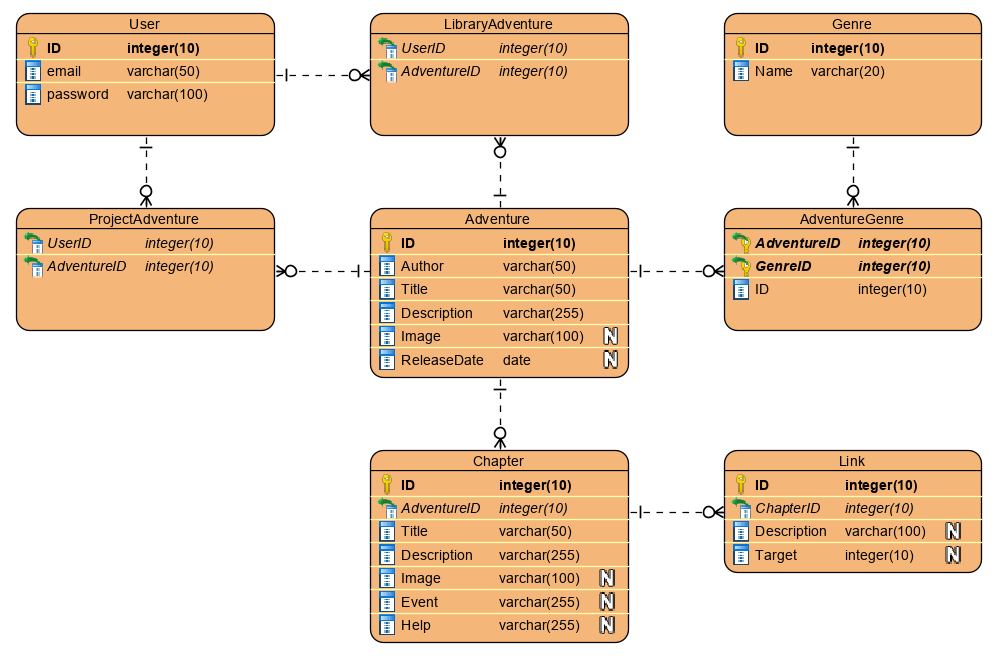 User
ID integer(10)
email varchar(50)
password varchar(100)
LibraryAdventure
UserID integer(10)
AdventureID integer(10)
Genre
ID integer(10)
Name varchar(20)
ProjectAdventure
UserID integer(10)
AdventureID integer(10)
Adventure
ID integer(10)
Author varchar(50)
Title varchar(50)
Description varchar(255)
Image varchar(100) N
ReleaseDate date N
AdventureGenre
AdventureID integer(10)
GenreID integer(10)
ID integer(10)
Chapter
ID integer(10)
AdventureID integer(10)
Title varchar(50)
Description varchar(255)
Image varchar(100) N
Event varchar(255) N
Help varchar(255) N
Link
ID integer(10)
ChapterID integer(10)
Description varchar(100) N
Target integer(10) N